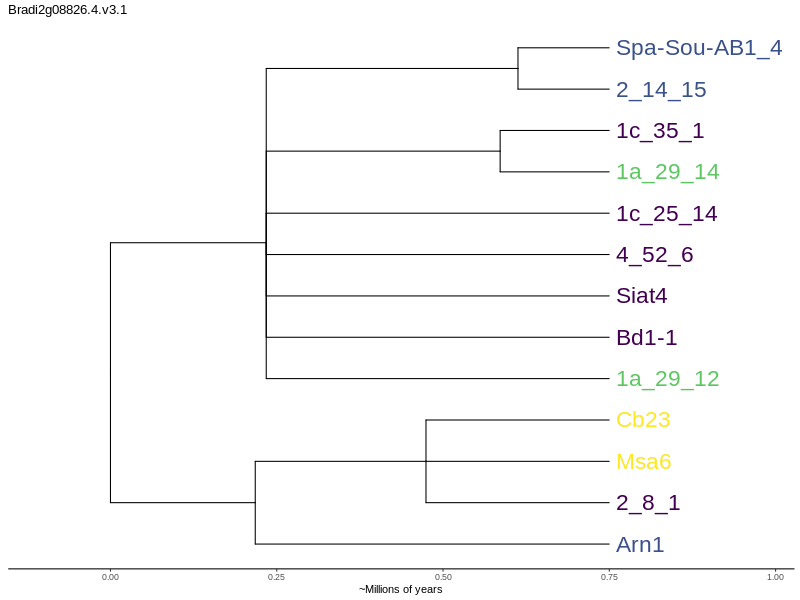 Bradi2g08826.4.v3.1
Spa-Sou-AB1_4
2_14_15
1c_35_1
1a_29_14
1c_25_14
4_52_6
Siat4
Bd1-1
1a_29_12
Cb23
Msa6
2_8_1
Arn1
0.00 0.25 0.50 0.75 1.00
~Millions of years